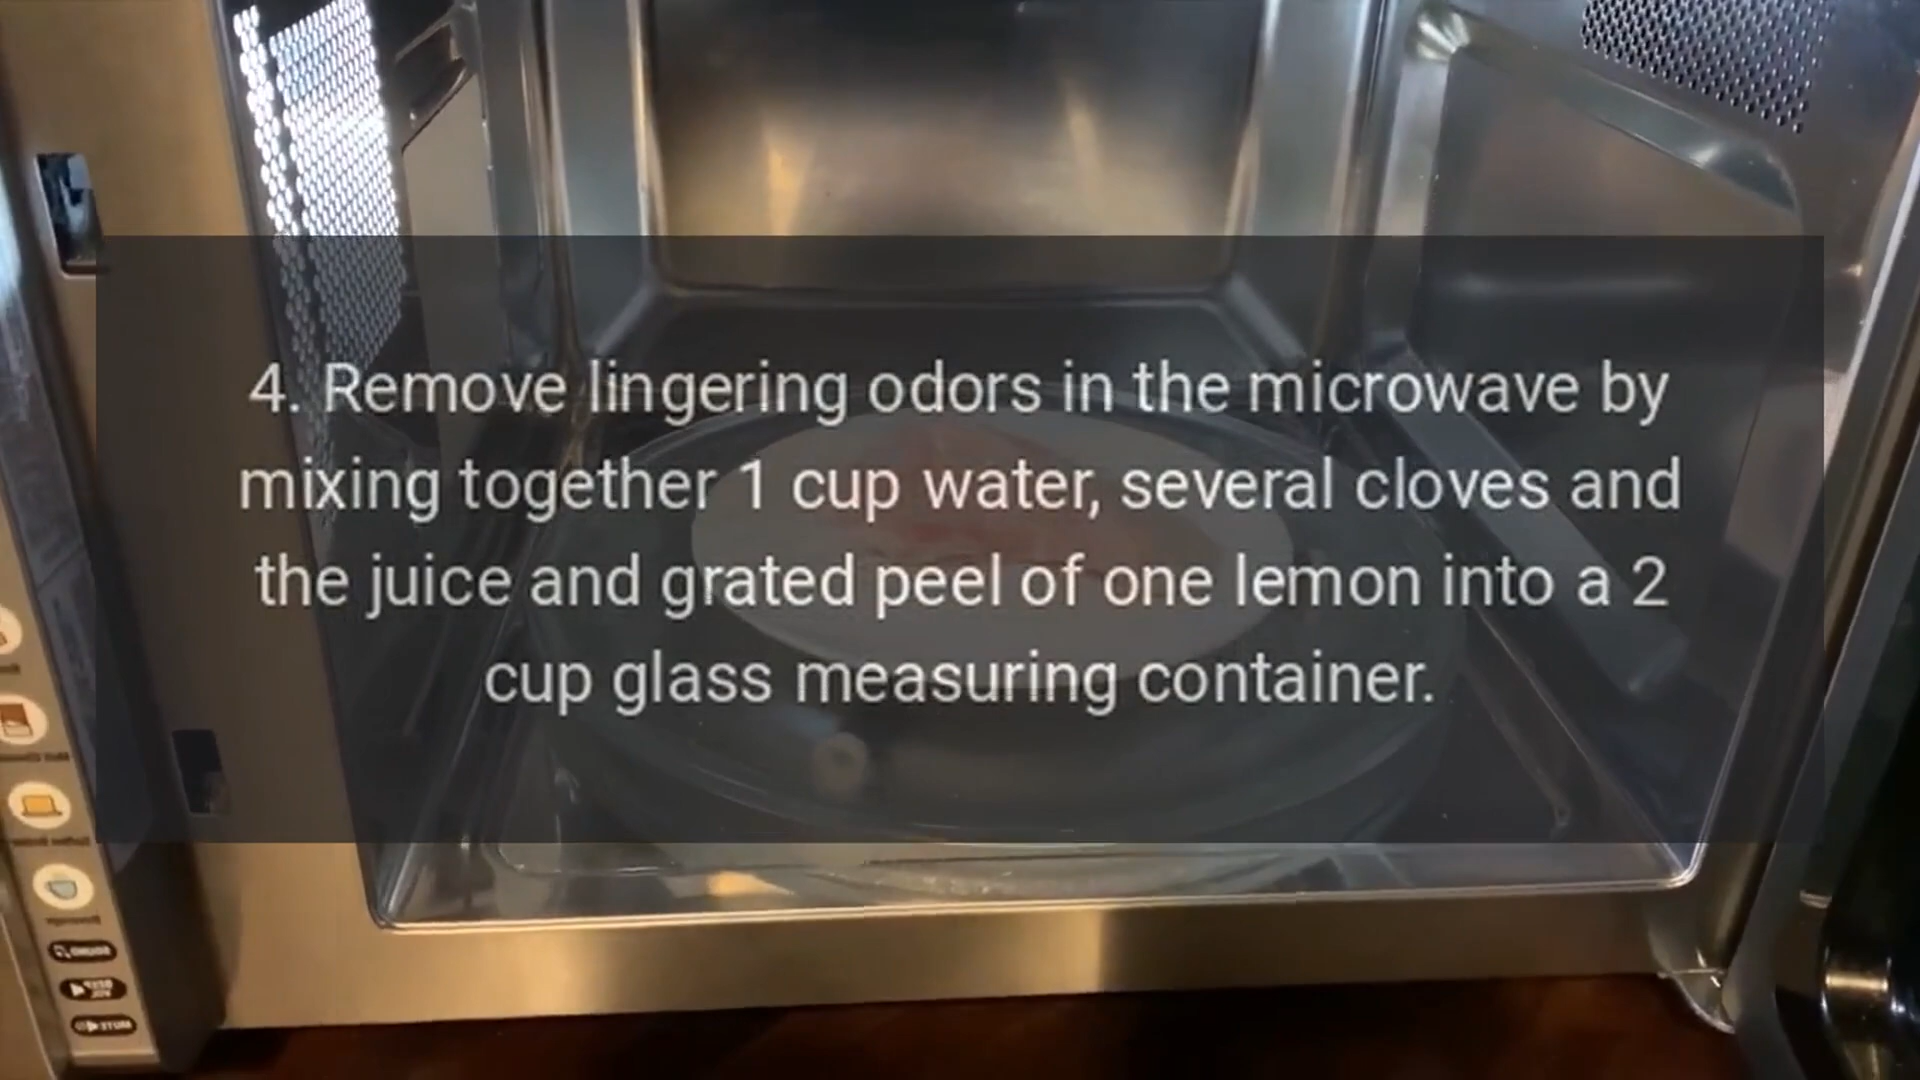 4. Remove lingering odors in the microwave by
mixing together 1 cup water, several cloves and
the juice and grated peel of one lemon into a 2
cup glass measuring container.